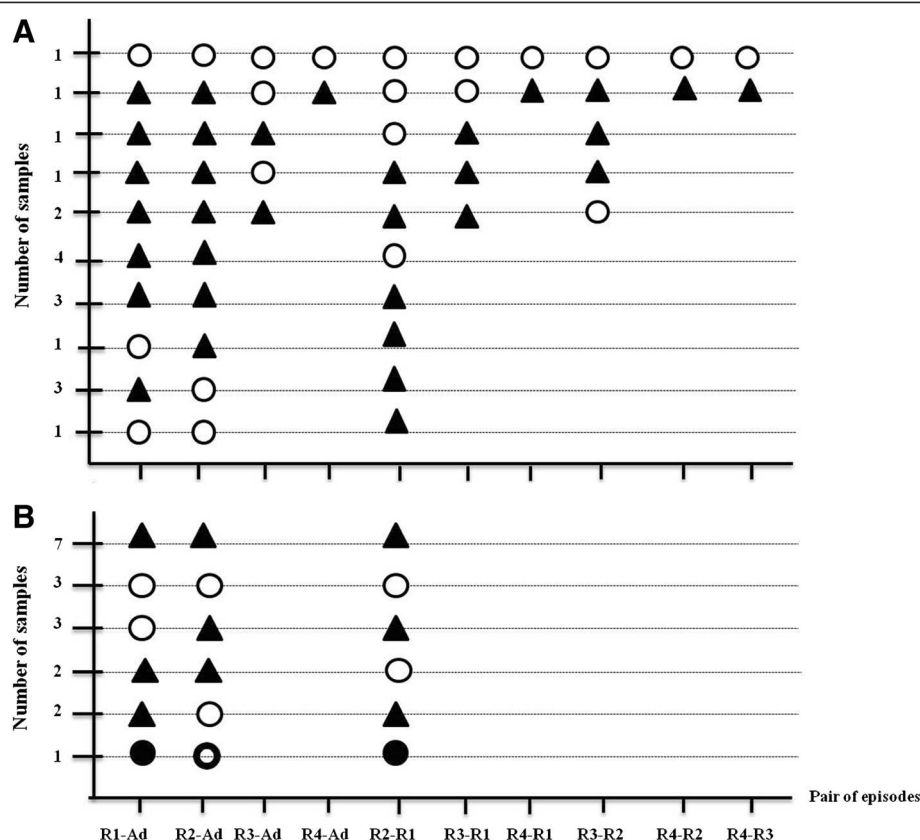 A
Number of samples
1
1
1
1
2
4
3
1
3
1
B
Number of samples
7
3
3
2
2
1
Pair of episodes
R1-Ad R2-Ad R3-Ad R4-Ad R2-R1 R3-R1 R4-R1 R3-R2 R4-R2 R4-R3